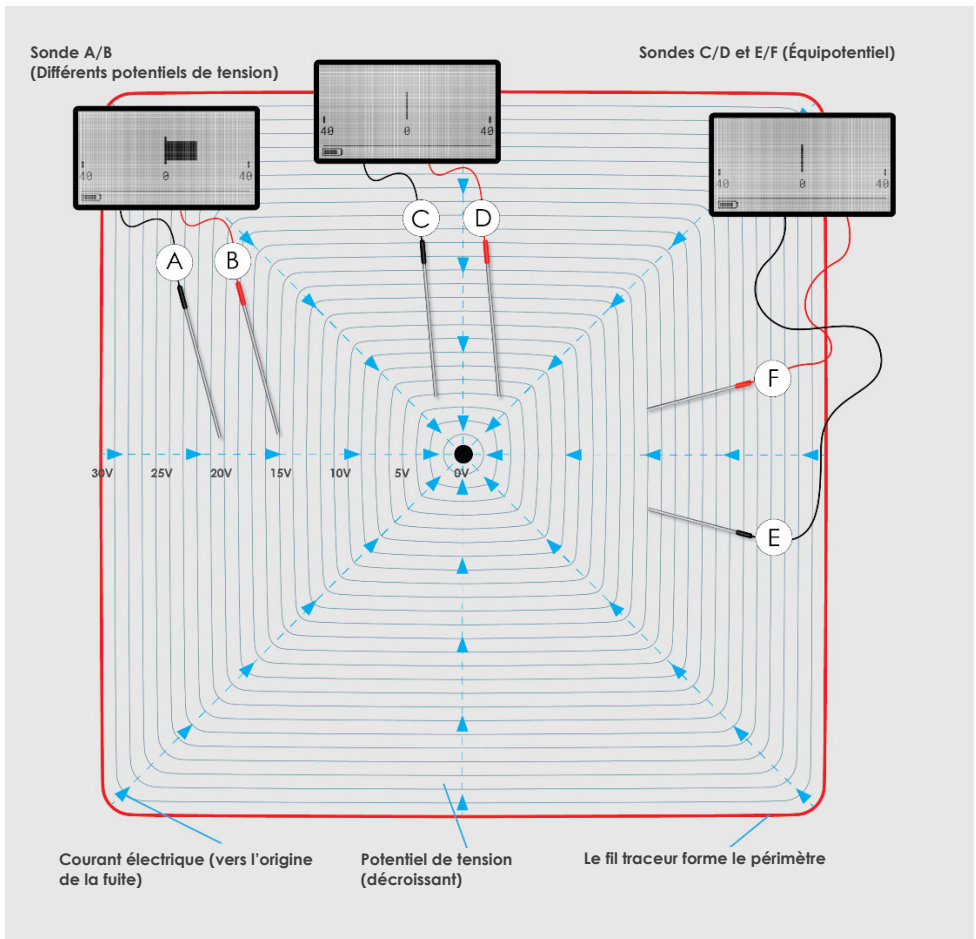 Sonde A/B
(Différents potentiels de tension)
Sondes C/D et E/F (Équipotentiel)
40 0 40
40 0 40
40 0 40
C D
A B
F
30V 25V 20V 15V 10V 5V 0V
E
Courant électrique (vers l'origine
de la fuite)
Potentiel de tension
(décroissant)
Le fil traceur forme le périmètre